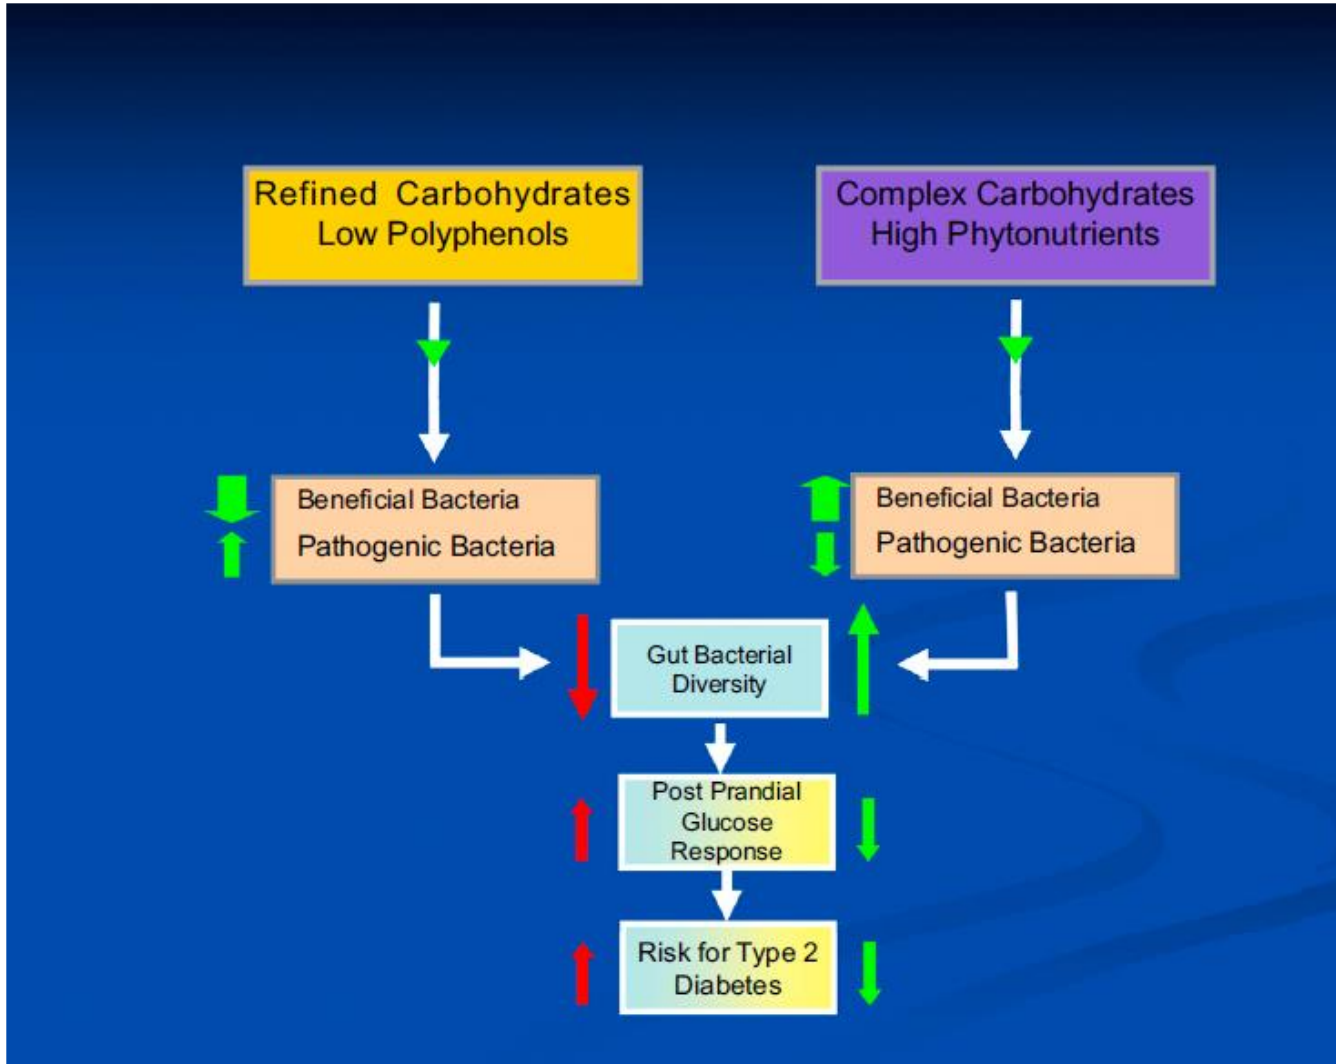 Refined Carbohydrates
Low Polyphenols
Complex Carbohydrates
High Phytonutrients
Beneficial Bacteria
Pathogenic Bacteria
Beneficial Bacteria
Pathogenic Bacteria
Gut Bacterial
Diversity
Post Prandial
Glucose
Response
Risk for Type 2
Diabetes